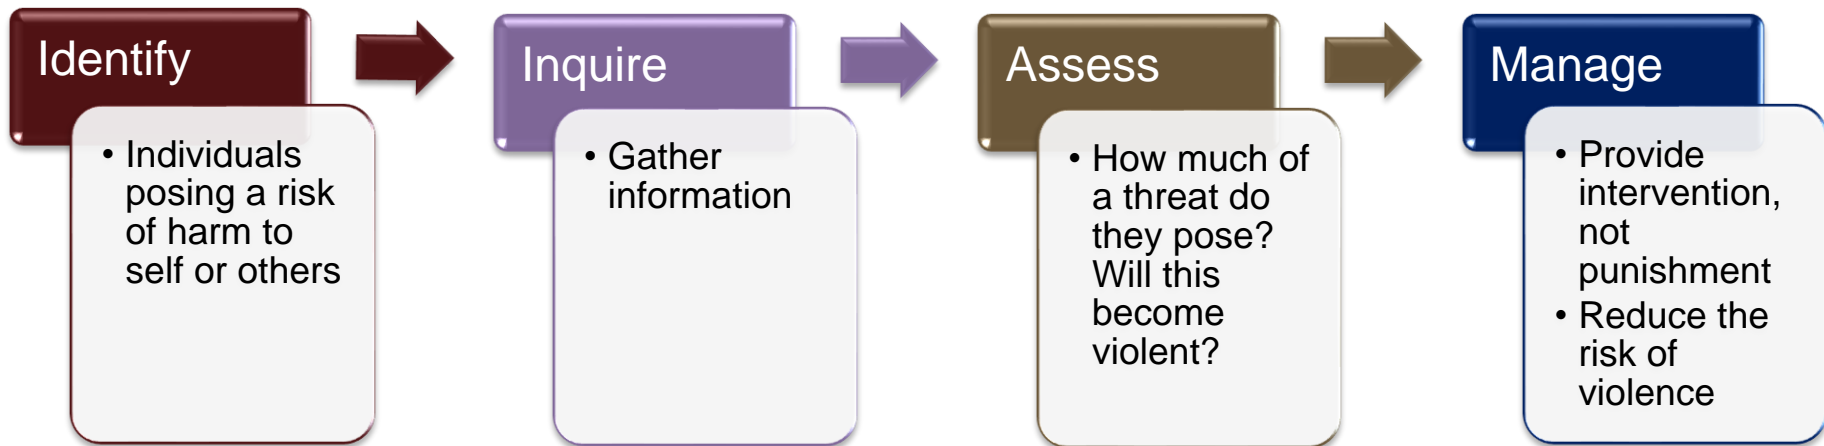 Identify
• Individuals
posing a risk
of harm to
self or others
Inquire
• Gather
information
Assess
• How much of
a threat do
they pose?
Will this
become
violent?
Manage
• Provide
intervention,
not
punishment
• Reduce the
risk of
violence